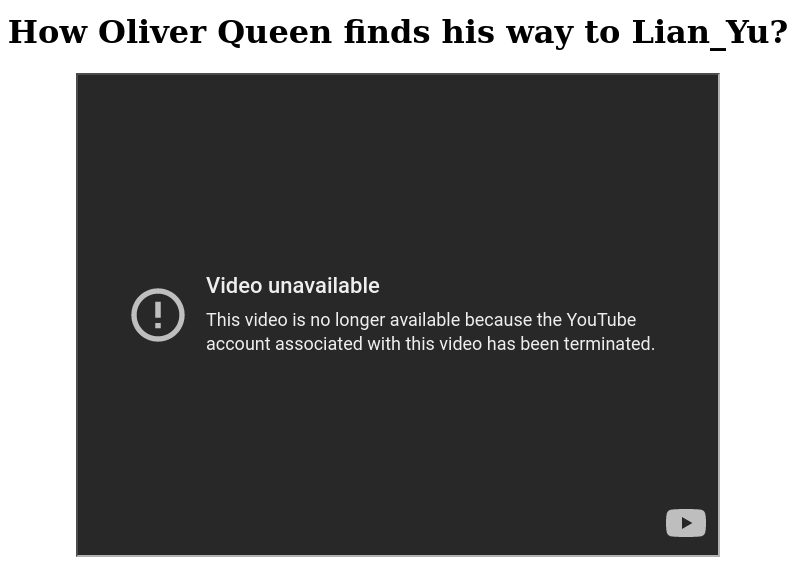 How Oliver Queen finds his way to Lian_Yu?
Video unavailable
This video is no longer available because the YouTube
account associated with this video has been terminated.